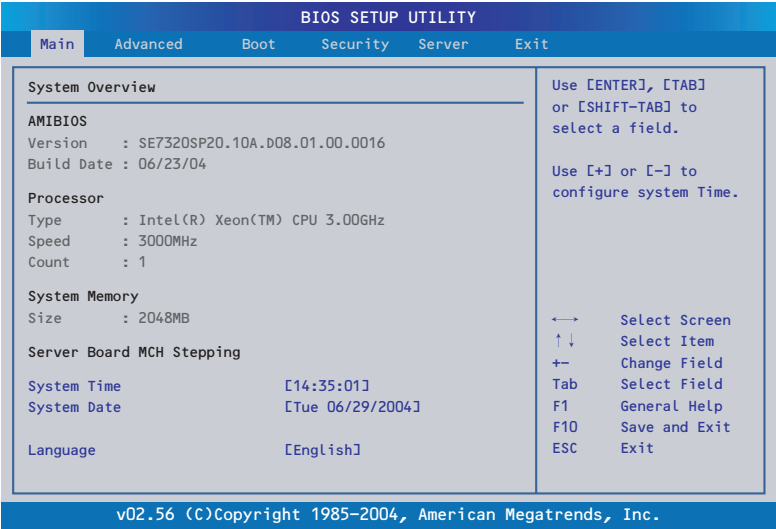 BIOS SETUP UTILITY
Main Advanced Boot Security Server Exit
System Overview
AMIBIOS
Version : SE7320SP20.10A.D08.01.00.0016
Build Date : 06/23/04
Processor
Type : Intel(R) Xeon(TM) CPU 3.00GHz
Speed : 3000MHz
Count : 1
System Memory
Size : 2048MB
Server Board MCH Stepping
System Time [14:35:01]
System Date [Tue 06/29/2004]
Language [English]
Use [ENTER], [TAB]
or [SHIFT-TAB] to
select a field.
Use [+] or [-] to
configure system Time.
←→ Select Screen
↑↓ Select Item
+- Change Field
Tab Select Field
F1 General Help
F10 Save and Exit
ESC Exit
v02.56 (C)Copyright 1985-2004, American Megatrends, Inc.